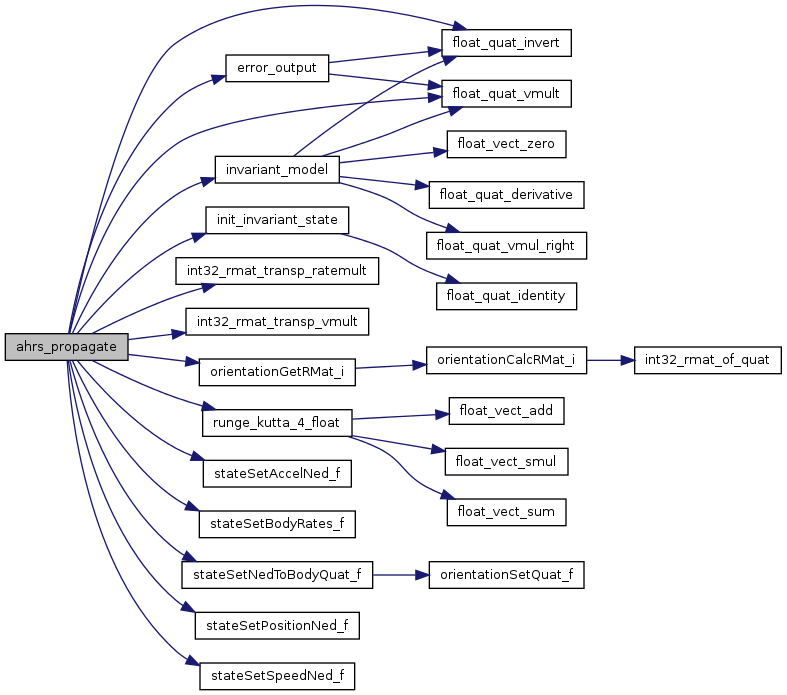 float_quat_invert
error_output
float_quat_vmult
float_vect_zero
invariant_model
float_quat_derivative
init_invariant_state
float_quat_vmul_right
int32_rmat_transp_ratemult
float_quat_identity
int32_rmat_transp_vmult
ahrs_propagate
orientationGetRMat_i
orientationCalcRMat_i
int32_rmat_of_quat
runge_kutta_4_float
float_vect_add
stateSetAccelNed_f
float_vect_smul
stateSetBodyRates_f
float_vect_sum
stateSetNedToBodyQuat_f
orientationSetQuat_f
stateSetPositionNed_f
stateSetSpeedNed_f